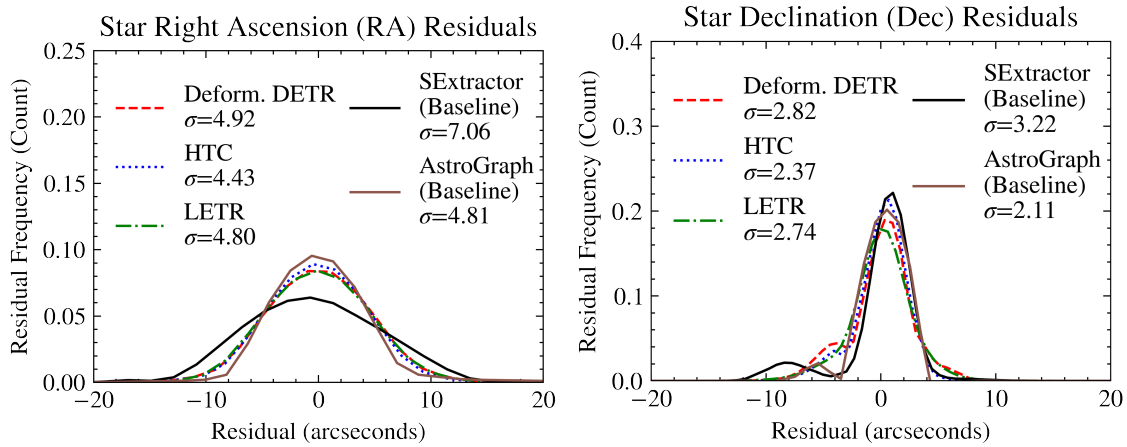 Star Right Ascension (RA) Residuals
Residual Frequency (Count)
0.25
0.20
0.15
0.10
0.05
0.00
−20
−10
0
10
20
Residual (arcseconds)
Deform. DETR
σ=4.92
HTC
σ=4.43
LETR
σ=4.80
SExtractor
(Baseline)
σ=7.06
AstroGraph
(Baseline)
σ=4.81
Star Declination (Dec) Residuals
Residual Frequency (Count)
0.4
0.3
0.2
0.1
0.0
−20
−10
0
10
20
Residual (arcseconds)
Deform. DETR
σ=2.82
HTC
σ=2.37
LETR
σ=2.74
SExtractor
(Baseline)
σ=3.22
AstroGraph
(Baseline)
σ=2.11